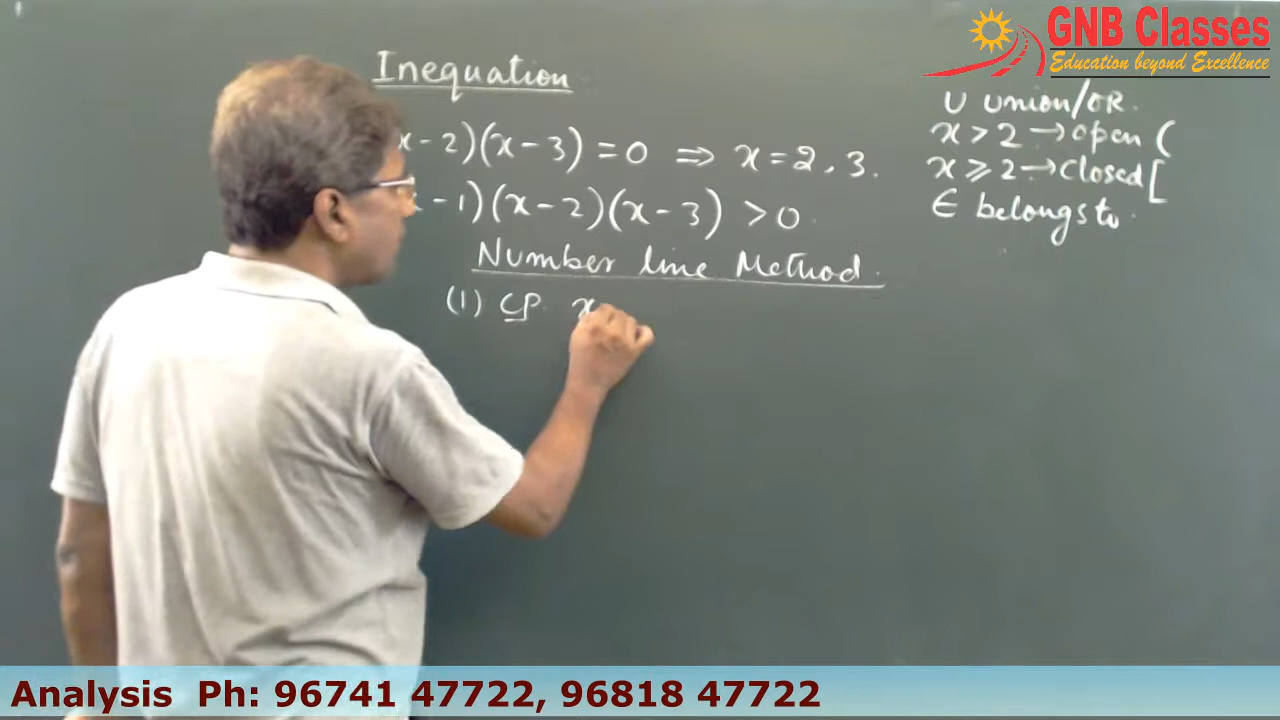 GNB Classes
Education beyond Excellence
Inequation
x-2)(x-3) = 0 ⇒ x = 2, 3.
-1)(x-2)(x-3) > 0.
Number line Method.
(1) CP. x
∪ union/OR.
x > 2 → open (
x ⩾ 2 → closed [
∈ belongs to.
Analysis Ph: 96741 47722, 96818 47722